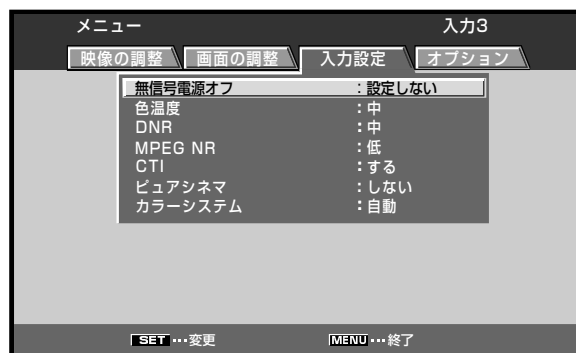 メニュー 入力3
映像の調整 画面の調整 入力設定 オプション
無信号電源オフ :設定しない
色温度 :中
DNR :中
MPEG NR :低
CTI :する
ピュアシネマ :しない
カラーシステム :自動
SET…変更 MENU…終了